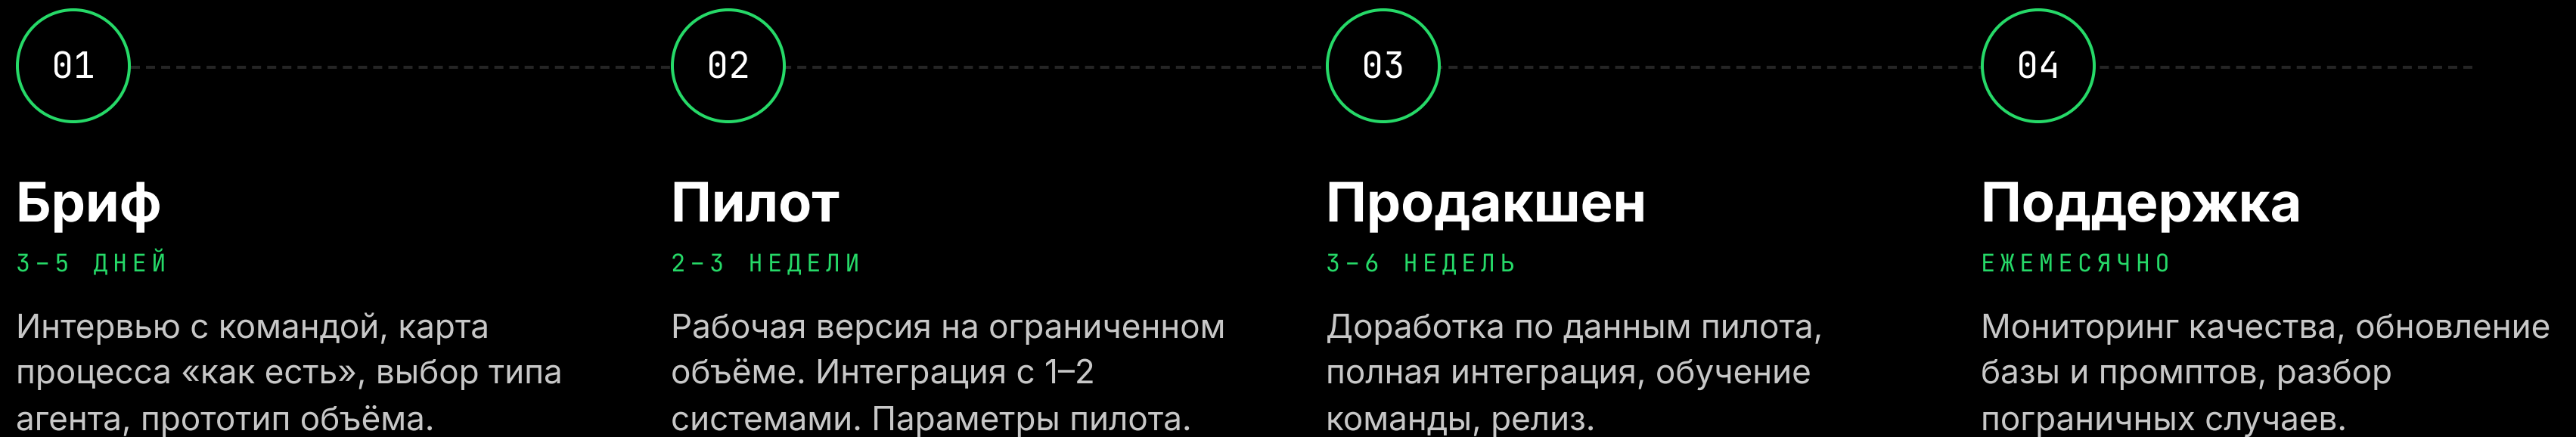 01
02
03
04
Бриф
3–5 ДНЕЙ
Интервью с командой, карта
процесса «как есть», выбор типа
агента, прототип объёма.
Пилот
2–3 НЕДЕЛИ
Рабочая версия на ограниченном
объёме. Интеграция с 1–2
системами. Параметры пилота.
Продакшен
3–6 НЕДЕЛЬ
Доработка по данным пилота,
полная интеграция, обучение
команды, релиз.
Поддержка
ЕЖЕМЕСЯЧНО
Мониторинг качества, обновление
базы и промптов, разбор
пограничных случаев.